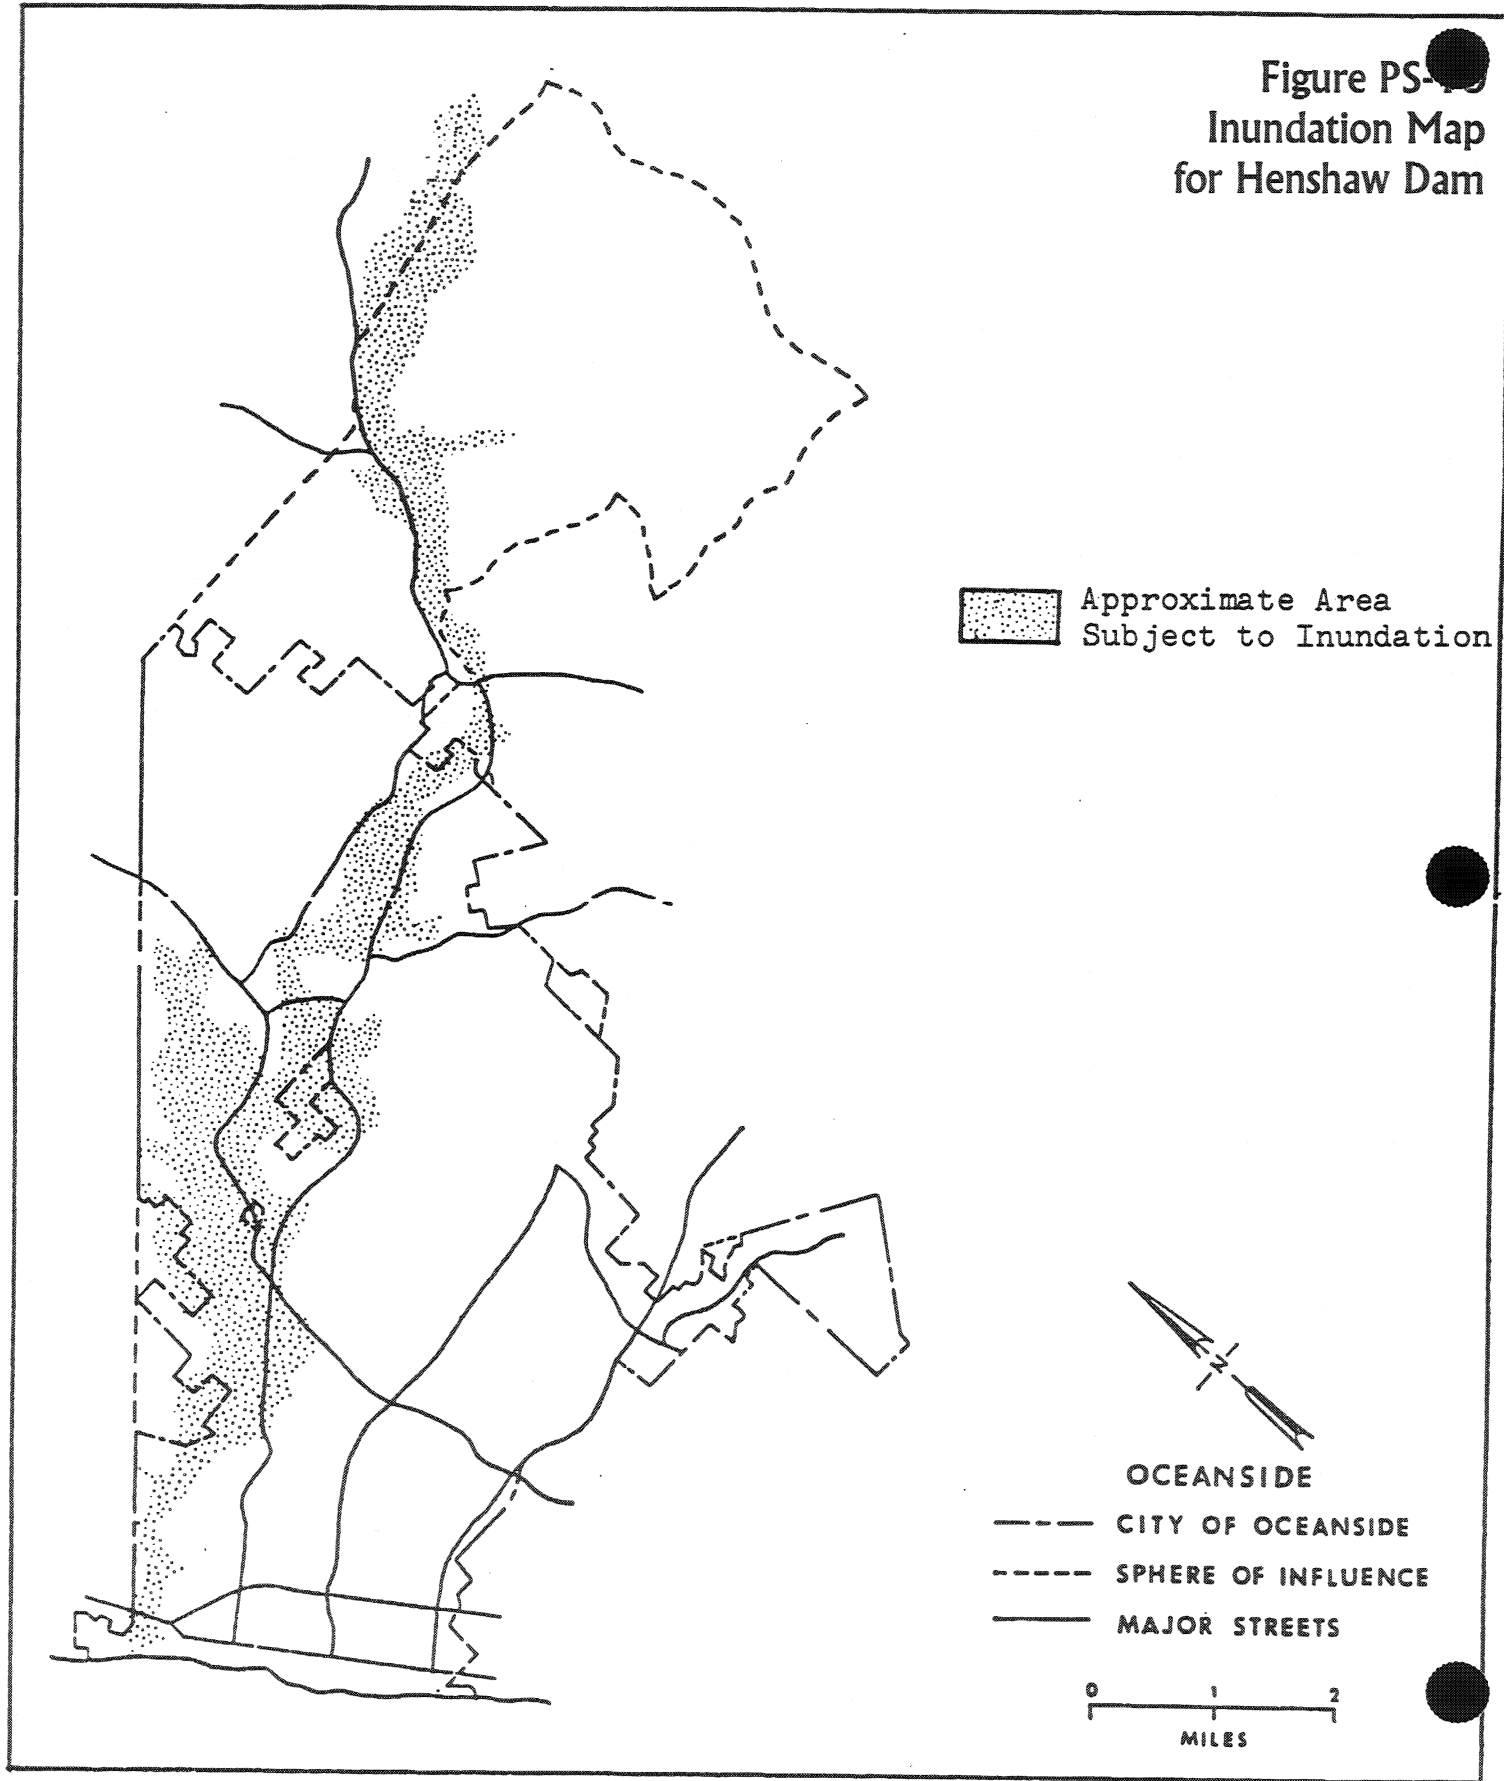 Figure PS-
Inundation Map
for Henshaw Dam
Approximate Area
Subject to Inundation
N
OCEANSIDE
CITY OF OCEANSIDE
SPHERE OF INFLUENCE
MAJOR STREETS
0 1 2
MILES